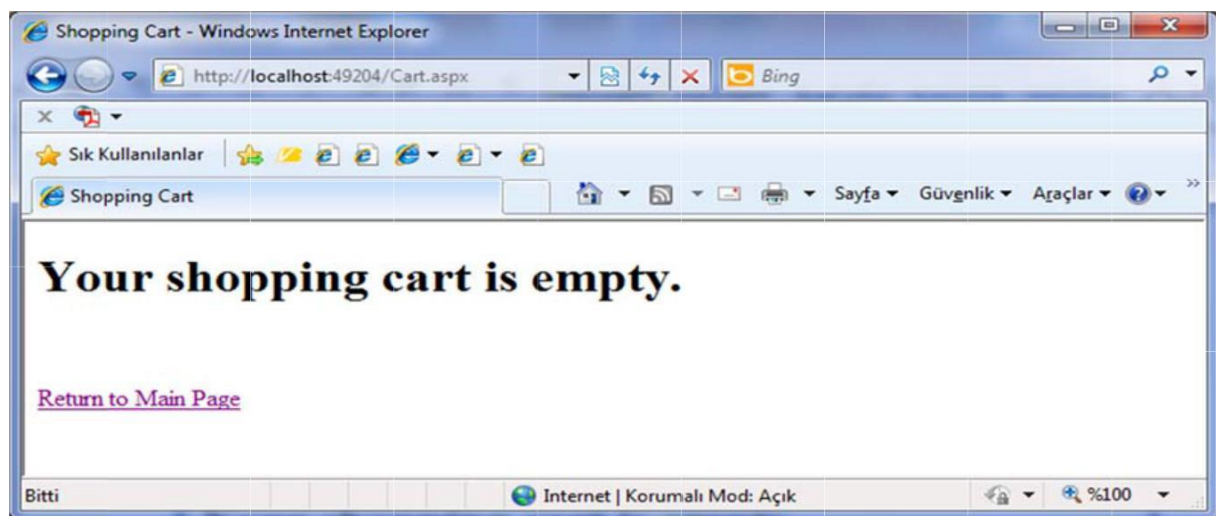 Shopping Cart - Windows Internet Explorer
http://localhost:49204/Cart.aspx
Bing
Sık Kullanılanlar
Shopping Cart
Sayfa
Güvenlik
Araçlar
Your shopping cart is empty.
Return to Main Page
Bitti
Internet | Korumalı Mod: Açık
%100